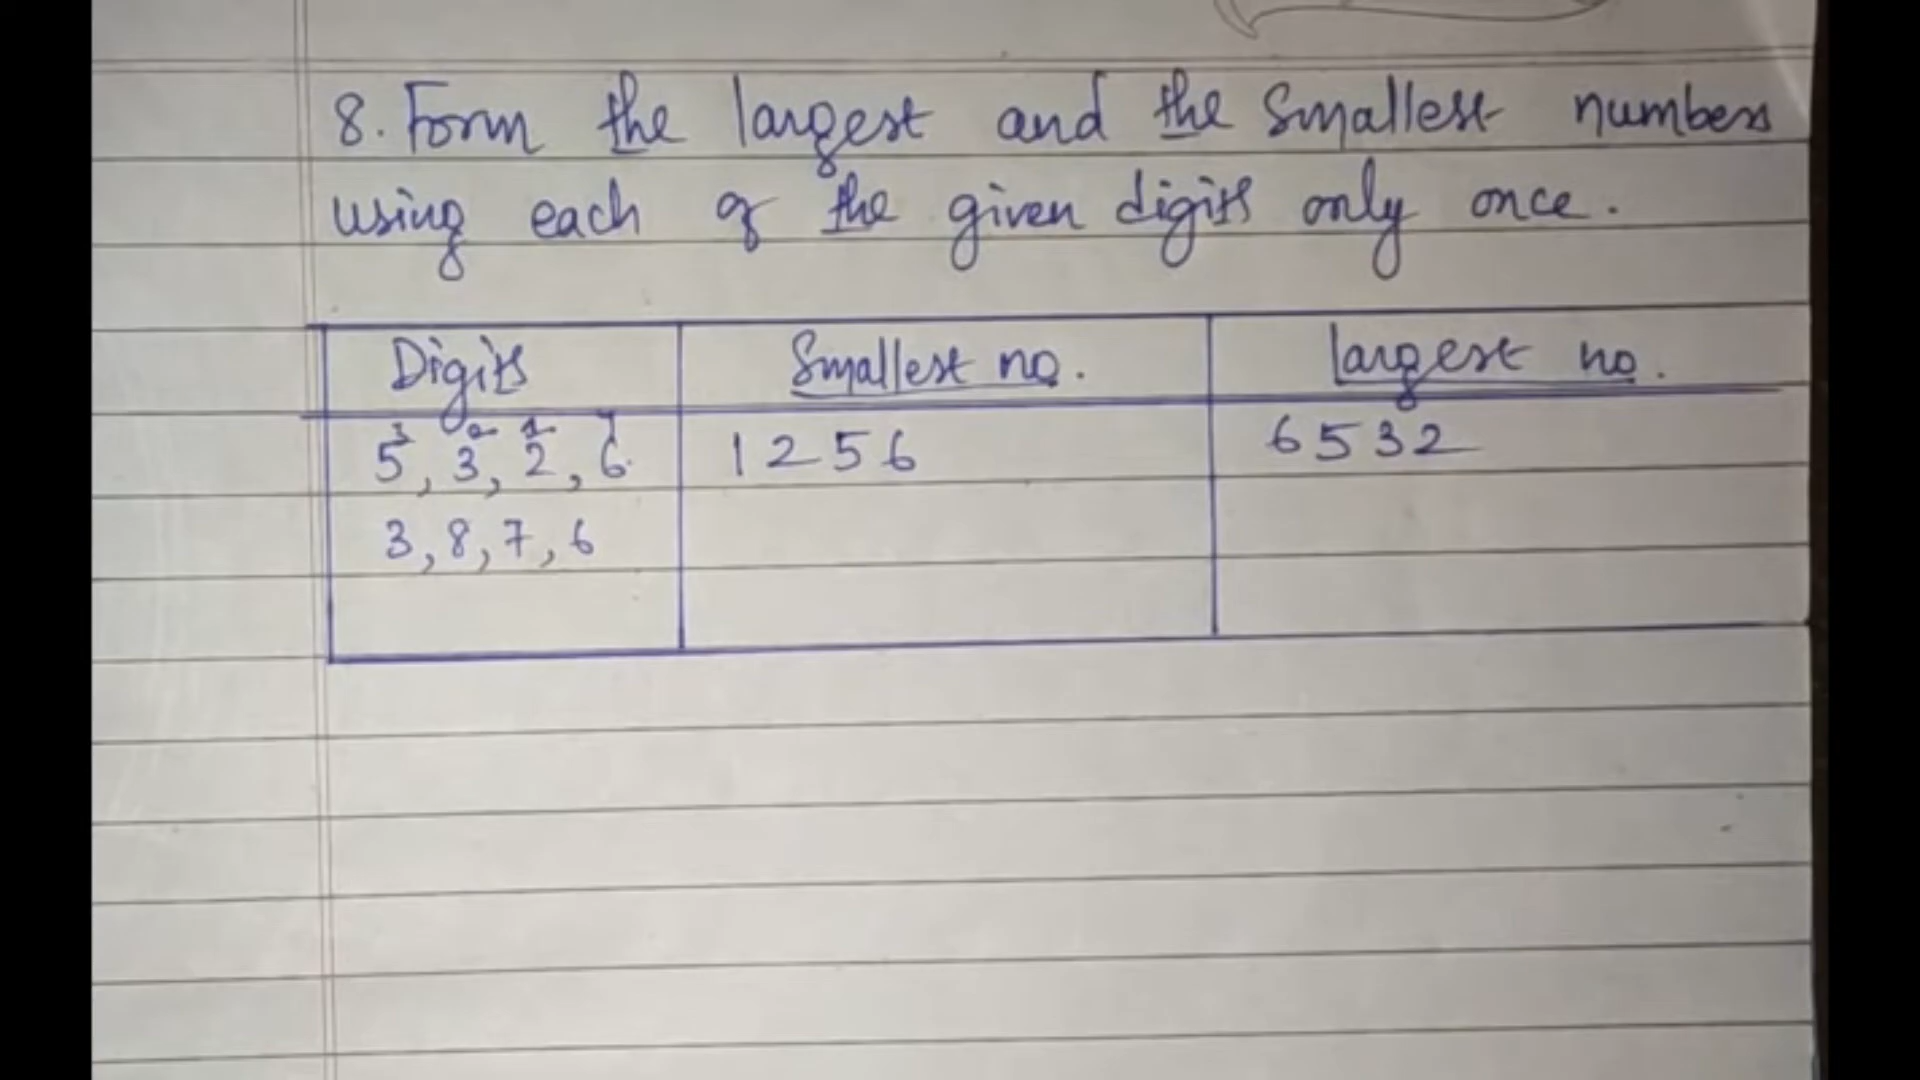 8. Form the largest and the smallest numbers
using each of the given digits only once.
Digits Smallest no. largest no.
5, 3, 2, 6 1256 6532
3, 8, 7, 6